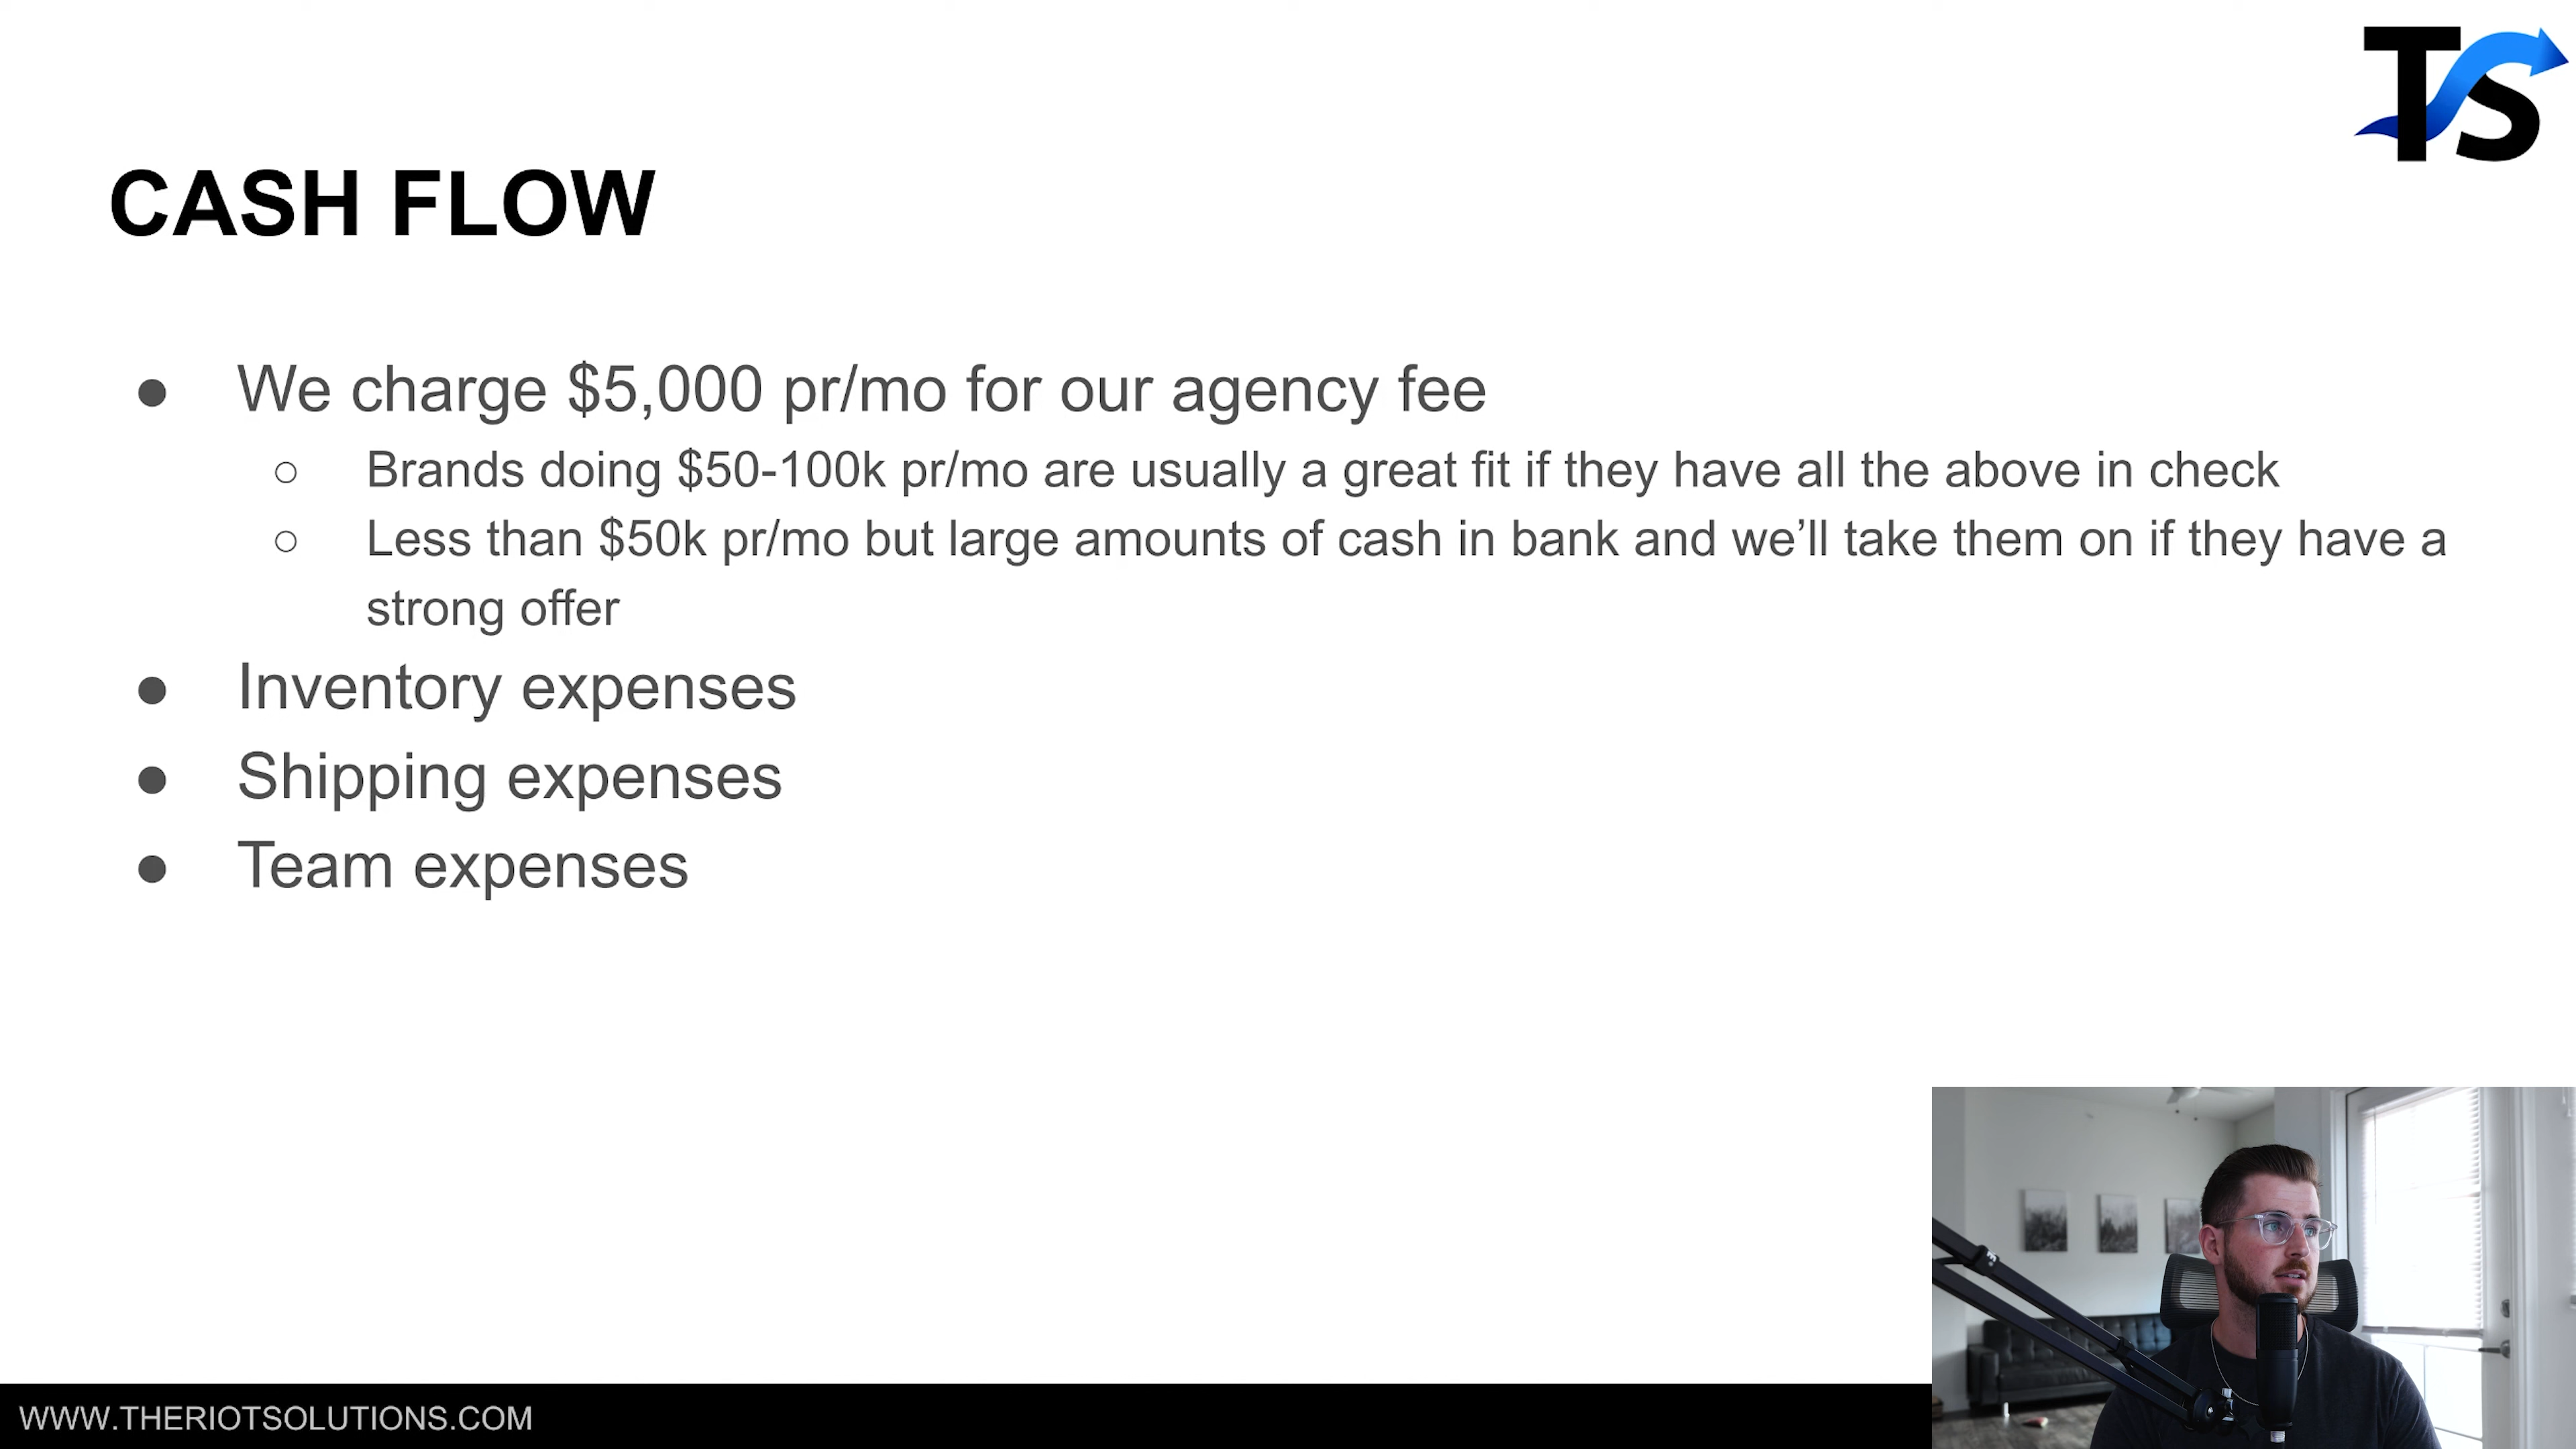 TS
CASH FLOW
● We charge $5,000 pr/mo for our agency fee
○ Brands doing $50-100k pr/mo are usually a great fit if they have all the above in check
○ Less than $50k pr/mo but large amounts of cash in bank and we’ll take them on if they have a
strong offer
● Inventory expenses
● Shipping expenses
● Team expenses
WWW.THERIOTSOLUTIONS.COM